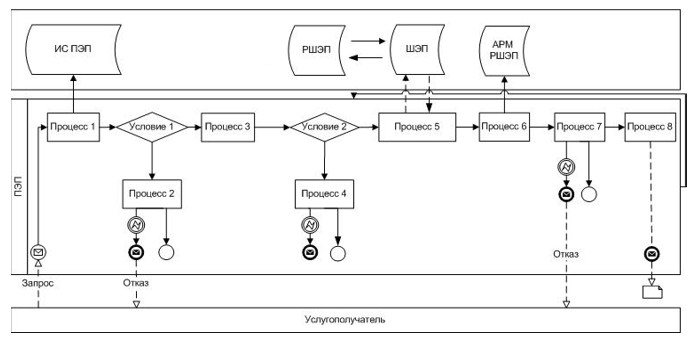 ИС ПЭП
РШЭП
ШЭП
АРМ
РШЭП
ПЭП
Процесс 1
Условие 1
Процесс 3
Условие 2
Процесс 5
Процесс 6
Процесс 7
Процесс 8
Процесс 2
Процесс 4
Запрос
Отказ
Отказ
Услугополучатель